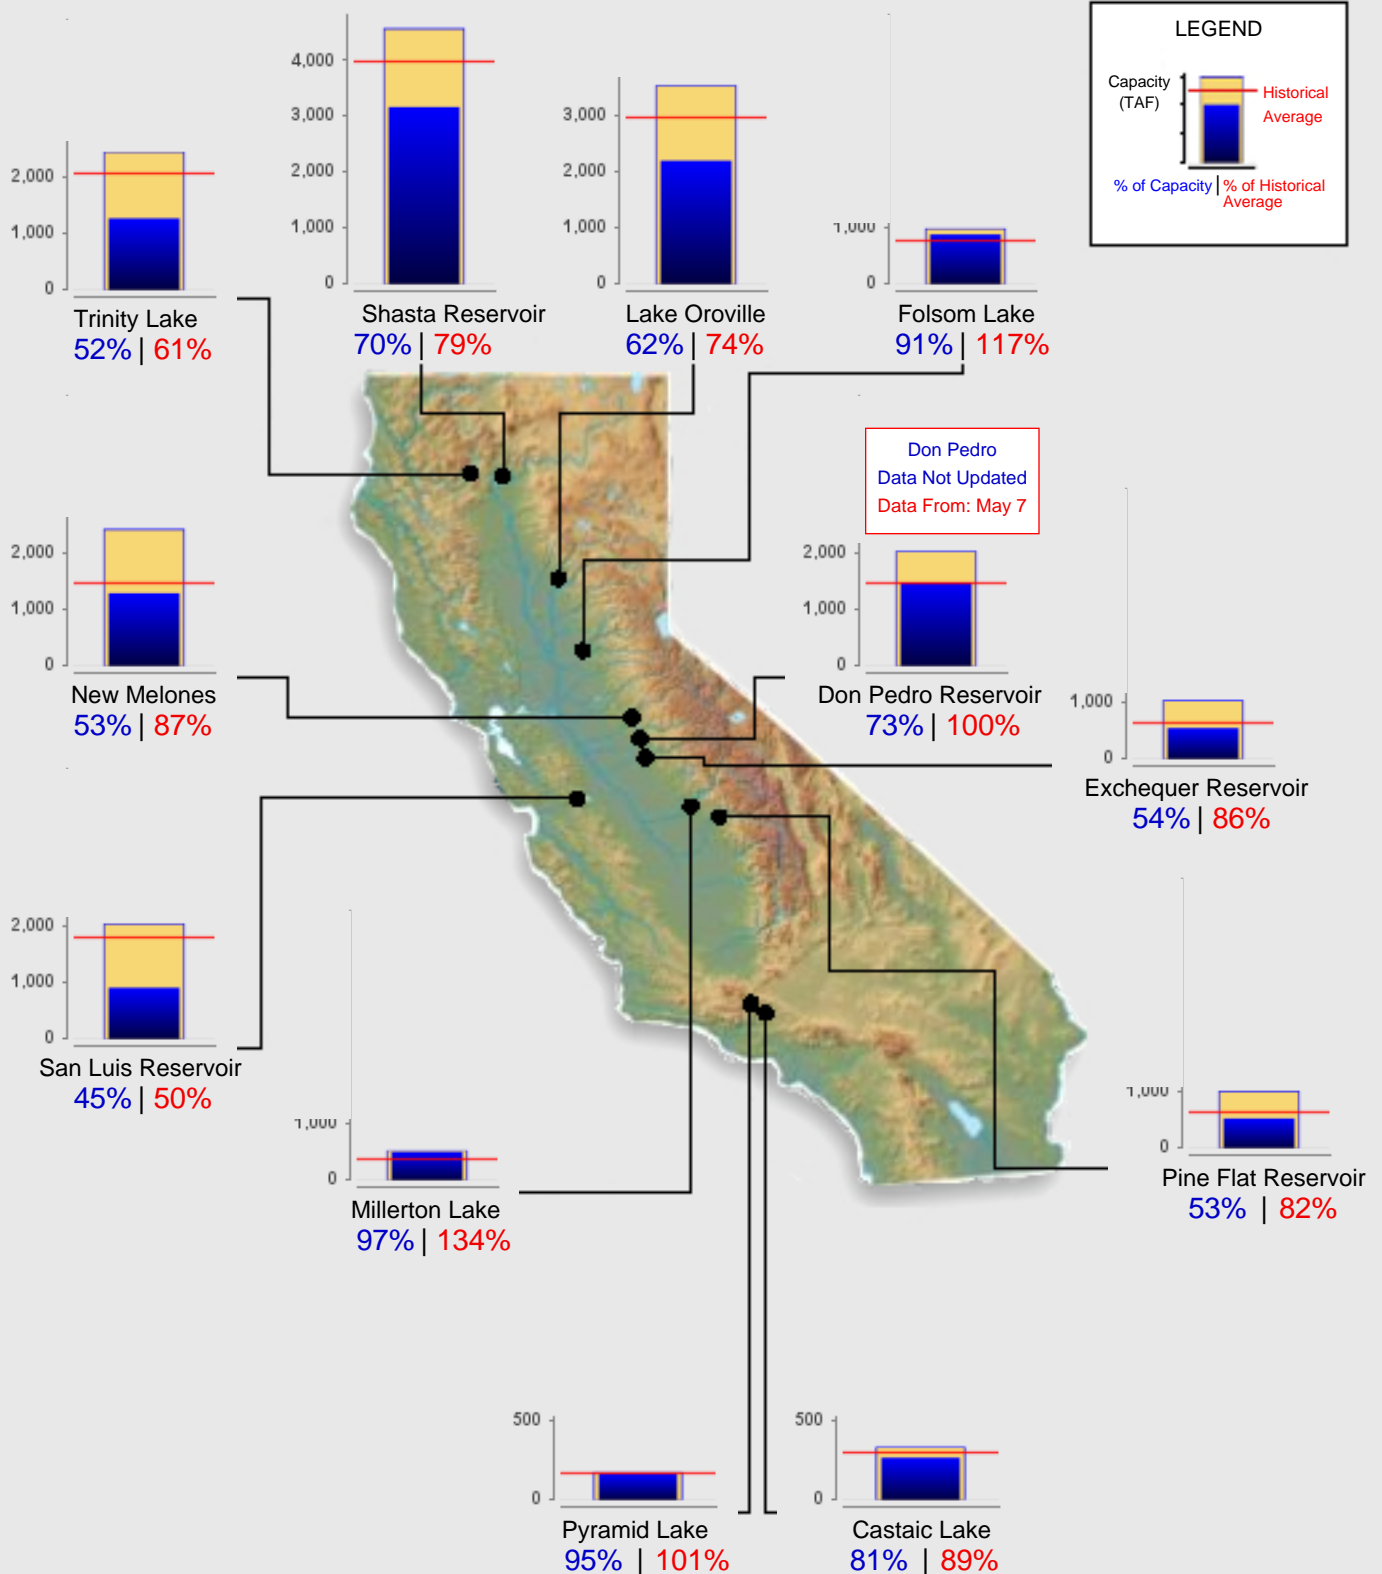 LEGEND
Capacity
(TAF)
Historical
Average
% of Capacity | % of Historical
Average
4,000
3,000
2,000
1,000
0
Shasta Reservoir
70% | 79%
3,000
2,000
1,000
0
Lake Oroville
62% | 74%
1,000
0
Folsom Lake
91% | 117%
2,000
1,000
0
Trinity Lake
52% | 61%
Don Pedro
Data Not Updated
Data From: May 7
2,000
1,000
0
New Melones
53% | 87%
2,000
1,000
0
Don Pedro Reservoir
73% | 100%
1,000
0
Exchequer Reservoir
54% | 86%
2,000
1,000
0
San Luis Reservoir
45% | 50%
1,000
0
Millerton Lake
97% | 134%
1,000
0
Pine Flat Reservoir
53% | 82%
500
0
Pyramid Lake
95% | 101%
500
0
Castaic Lake
81% | 89%